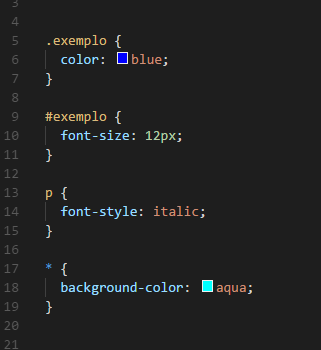 3
4
5 .exemplo {
6 color: blue;
7 }
8
9 #exemplo {
10 font-size: 12px;
11 }
12
13 p {
14 font-style: italic;
15 }
16
17 * {
18 background-color: aqua;
19 }
20
21